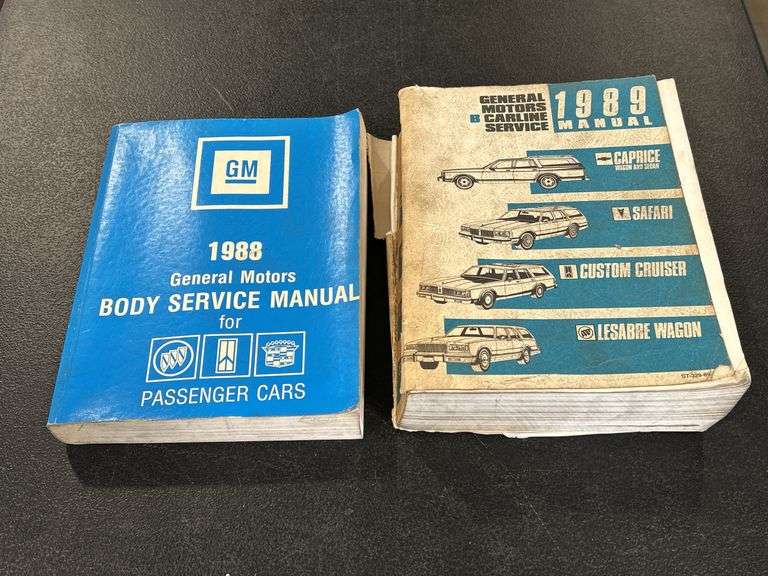 GM
1988
General Motors
BODY SERVICE MANUAL
for
PASSENGER CARS
GENERAL
MOTORS
B CARLINE
SERVICE
1989
MANUAL
CAPRICE
WAGON AND SEDAN
SAFARI
CUSTOM CRUISER
LESABRE WAGON